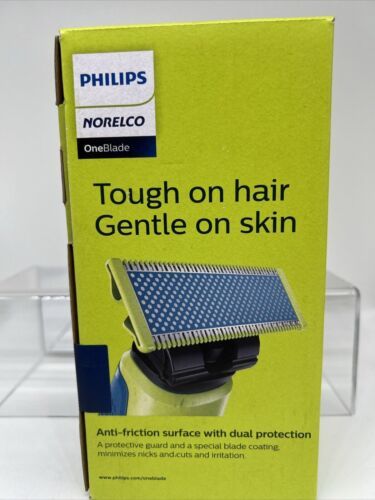 PHILIPS
NORELCO
OneBlade
Tough on hair
Gentle on skin
Anti-friction surface with dual protection
A protective guard and a special blade coating,
minimizes nicks and cuts and irritation.
www.philips.com/oneblade